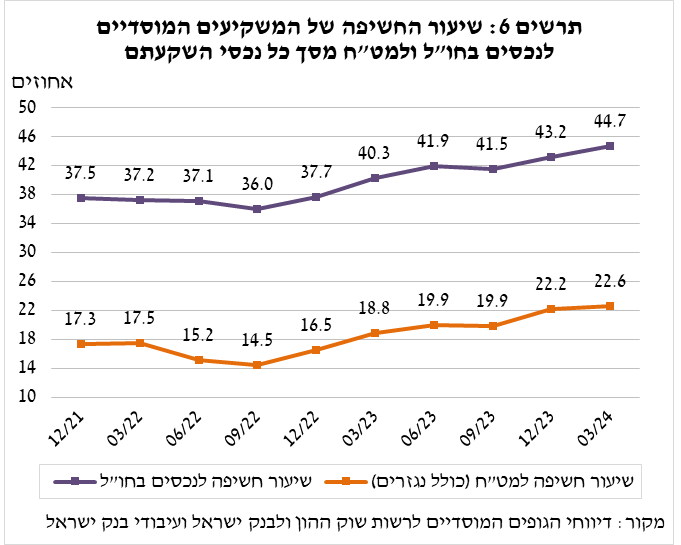 תרשים 6: שיעור החשיפה של המשקיעים המוסדיים
לנכסים בחו"ל ולמט"ח מסך כל נכסי השקעתם
אחוזים
50
46
42
38
34
30
26
22
18
14
10
37.5 37.2 37.1 36.0 37.7 40.3 41.9 41.5 43.2 44.7
17.3 17.5 15.2 14.5 16.5 18.8 19.9 19.9 22.2 22.6
12/21 03/22 06/22 09/22 12/22 03/23 06/23 09/23 12/23 03/24
שיעור חשיפה למט"ח (כולל נגזרים) שיעור חשיפה לנכסים בחו"ל
מקור: דיווחי הגופים המוסדיים לרשות שוק ההון ולבנק ישראל ועיבודי בנק ישראל